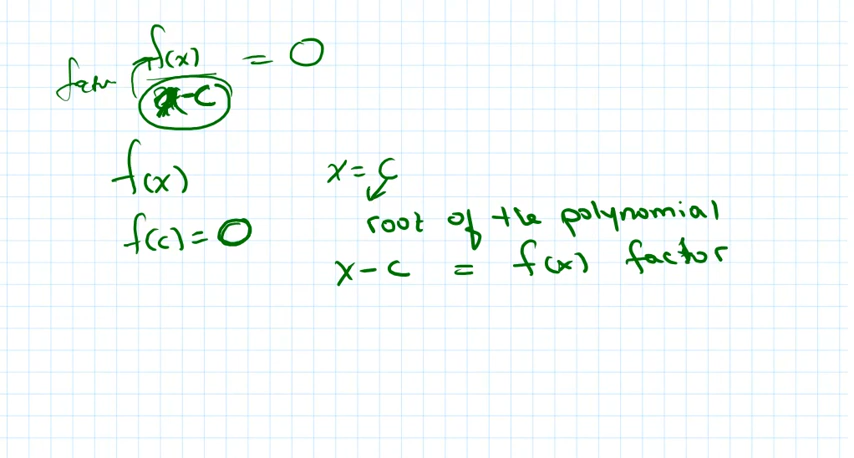 f(x) = 0
x-c
f(x)
f(c) = 0
x = c
root of the polynomial
x - c = f(x) factor